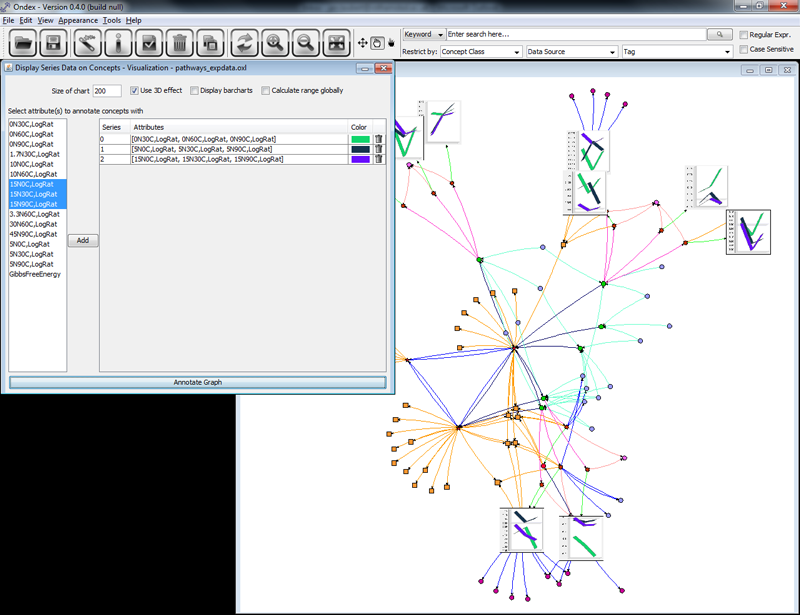 Ondex - Version 0.4.0 (build null)
File Edit View Appearance Tools Help
Keyword Enter search here... Regular Expr.
Restrict by: Concept Class Data Source Tag Case Sensitive
Display Series Data on Concepts - Visualization - pathways_expdata.oxl
Size of chart 200 Use 3D effect Display barcharts Calculate range globally
Select attribute(s) to annotate concepts with
0N30C,LogRat
0N60C,LogRat
0N90C,LogRat
1.7N30C,LogRat
10N0C,LogRat
10N60C,LogRat
15N0C,LogRat
15N30C,LogRat
15N90C,LogRat
3.3N60C,LogRat
30N60C,LogRat
45N90C,LogRat
5N0C,LogRat
5N30C,LogRat
5N90C,LogRat
GibbsFreeEnergy
Add
Series Attributes Color
0 [0N30C,LogRat, 0N60C,LogRat, 0N90C,LogRat]
1 [5N0C,LogRat, 5N30C,LogRat, 5N90C,LogRat]
2 [15N0C,LogRat, 15N30C,LogRat, 15N90C,LogRat]
Annotate Graph